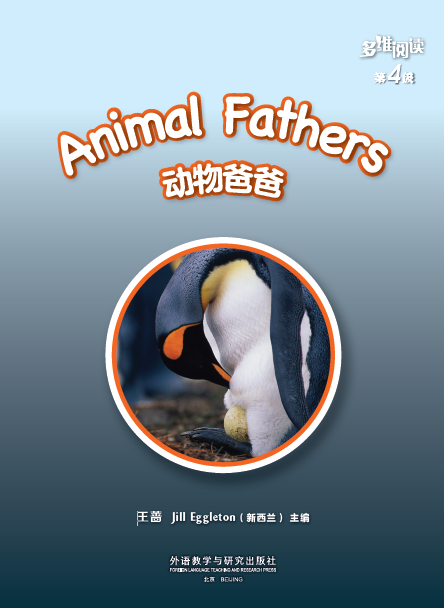 多维阅读
第4级
Animal Fathers
动物爸爸
王蔷 Jill Eggleton（新西兰）主编
外语教学与研究出版社
FOREIGN LANGUAGE TEACHING AND RESEARCH PRESS
北京 BEIJING